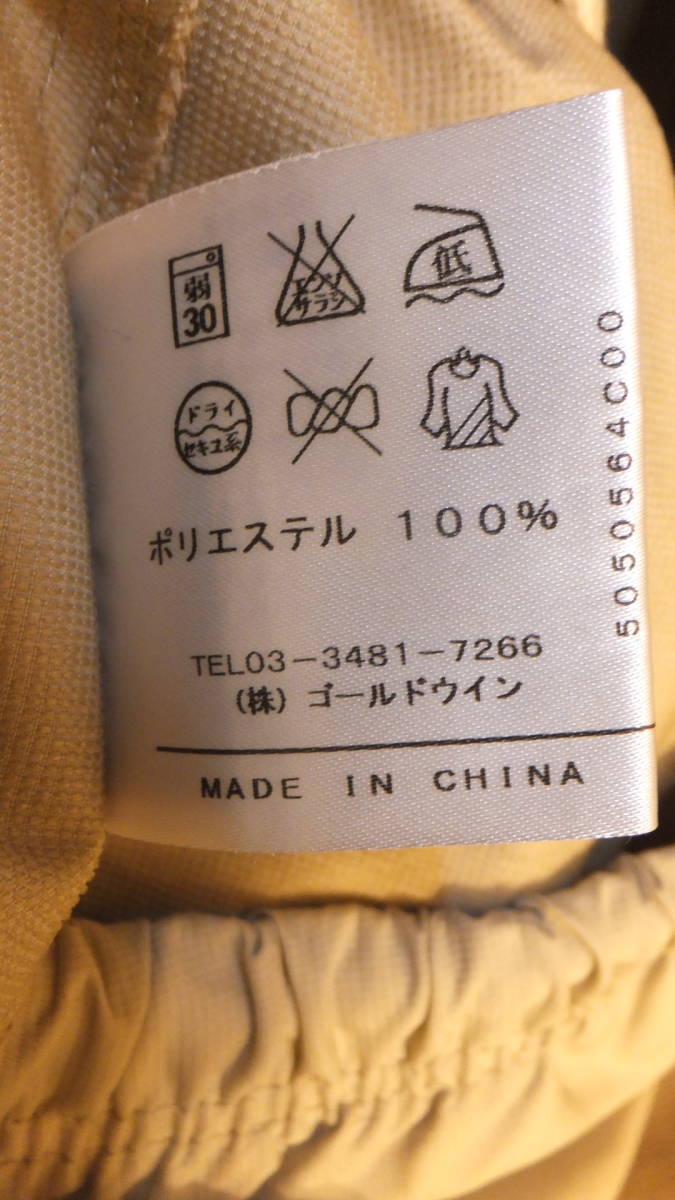 弱
30
エンソ
サラシ
低
ドライ
セキユ系
ポリエステル 100%
TEL03-3481-7266
(株) ゴールドウイン
MADE IN CHINA
5050564C00